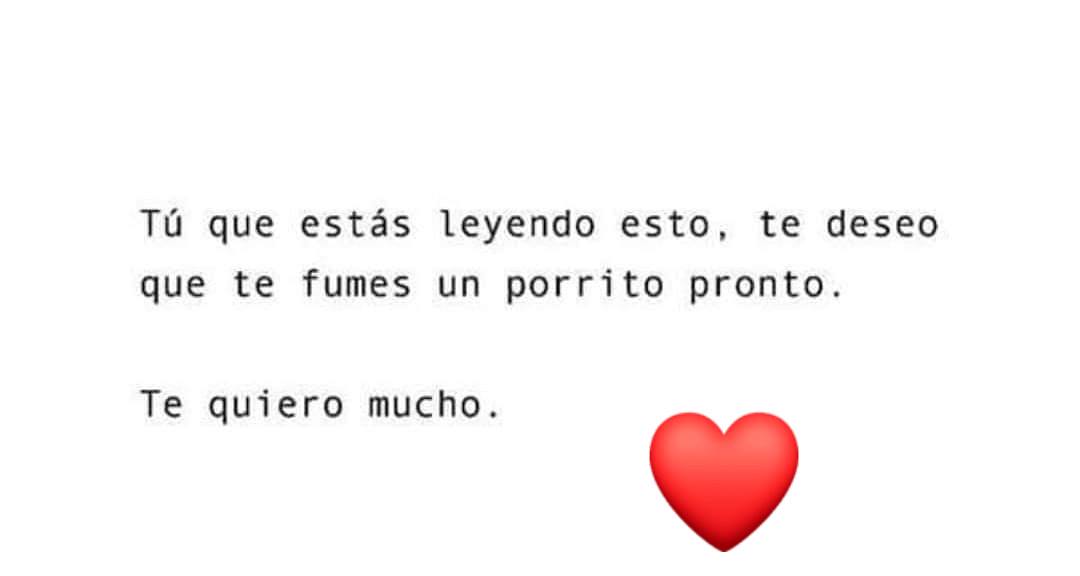 Tú que estás leyendo esto, te deseo
que te fumes un porrito pronto.
Te quiero mucho.